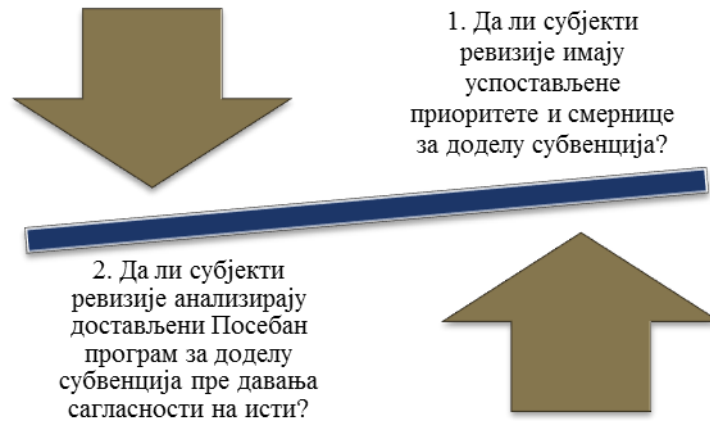 1. Да ли субјекти
ревизије имају
успостављене
приоритете и смернице
за доделу субвенција?
2. Да ли субјекти
ревизије анализирају
достављени Посебан
програм за доделу
субвенција пре давања
сагласности на исти?